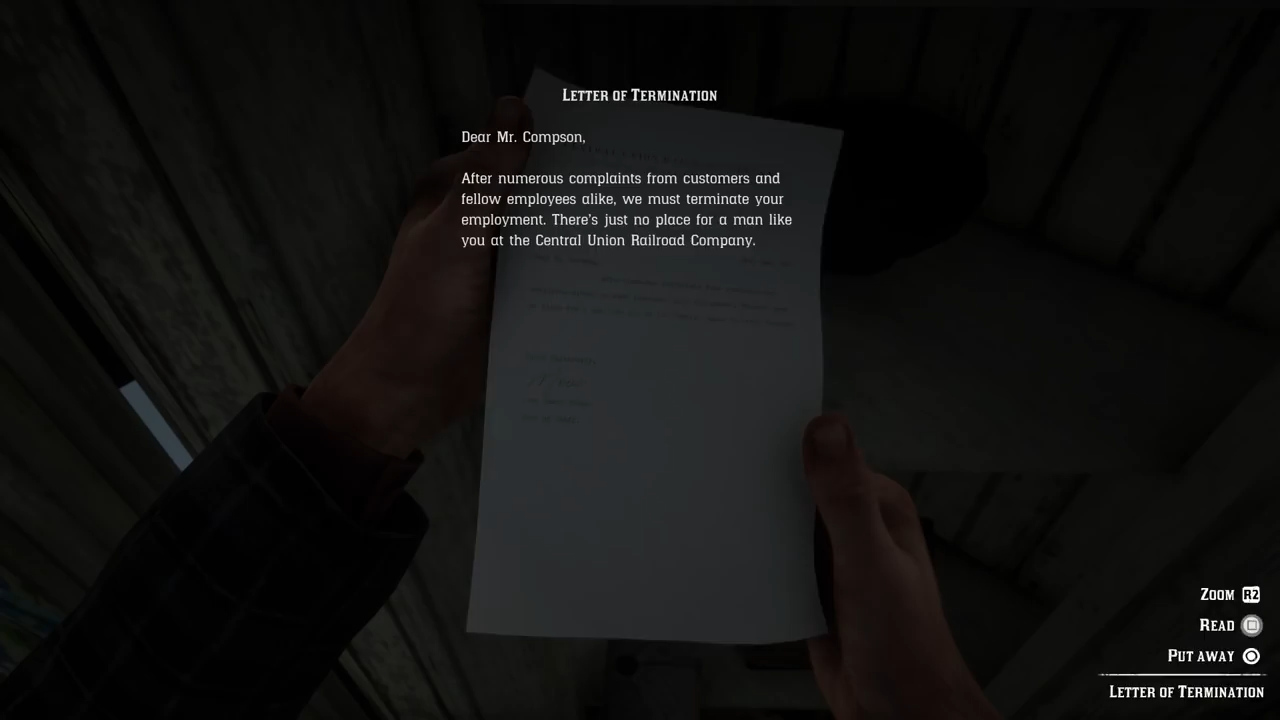 Letter of Termination
Dear Mr. Compson,
After numerous complaints from customers and
fellow employees alike, we must terminate your
employment. There's just no place for a man like
you at the Central Union Railroad Company.
Zoom R2
Read
Put away
Letter of Termination